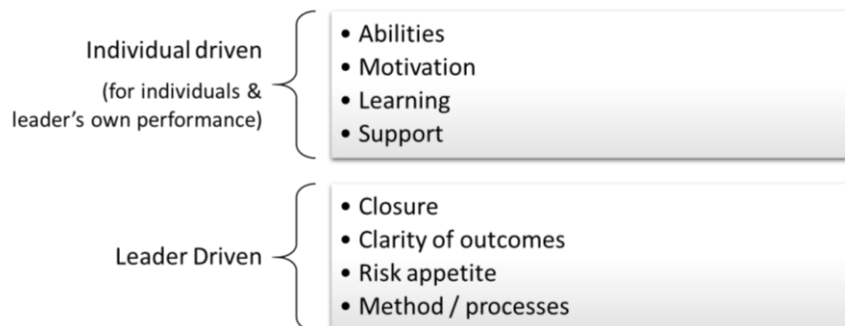 Individual driven
(for individuals &
leader's own performance)
• Abilities
• Motivation
• Learning
• Support
Leader Driven
• Closure
• Clarity of outcomes
• Risk appetite
• Method / processes